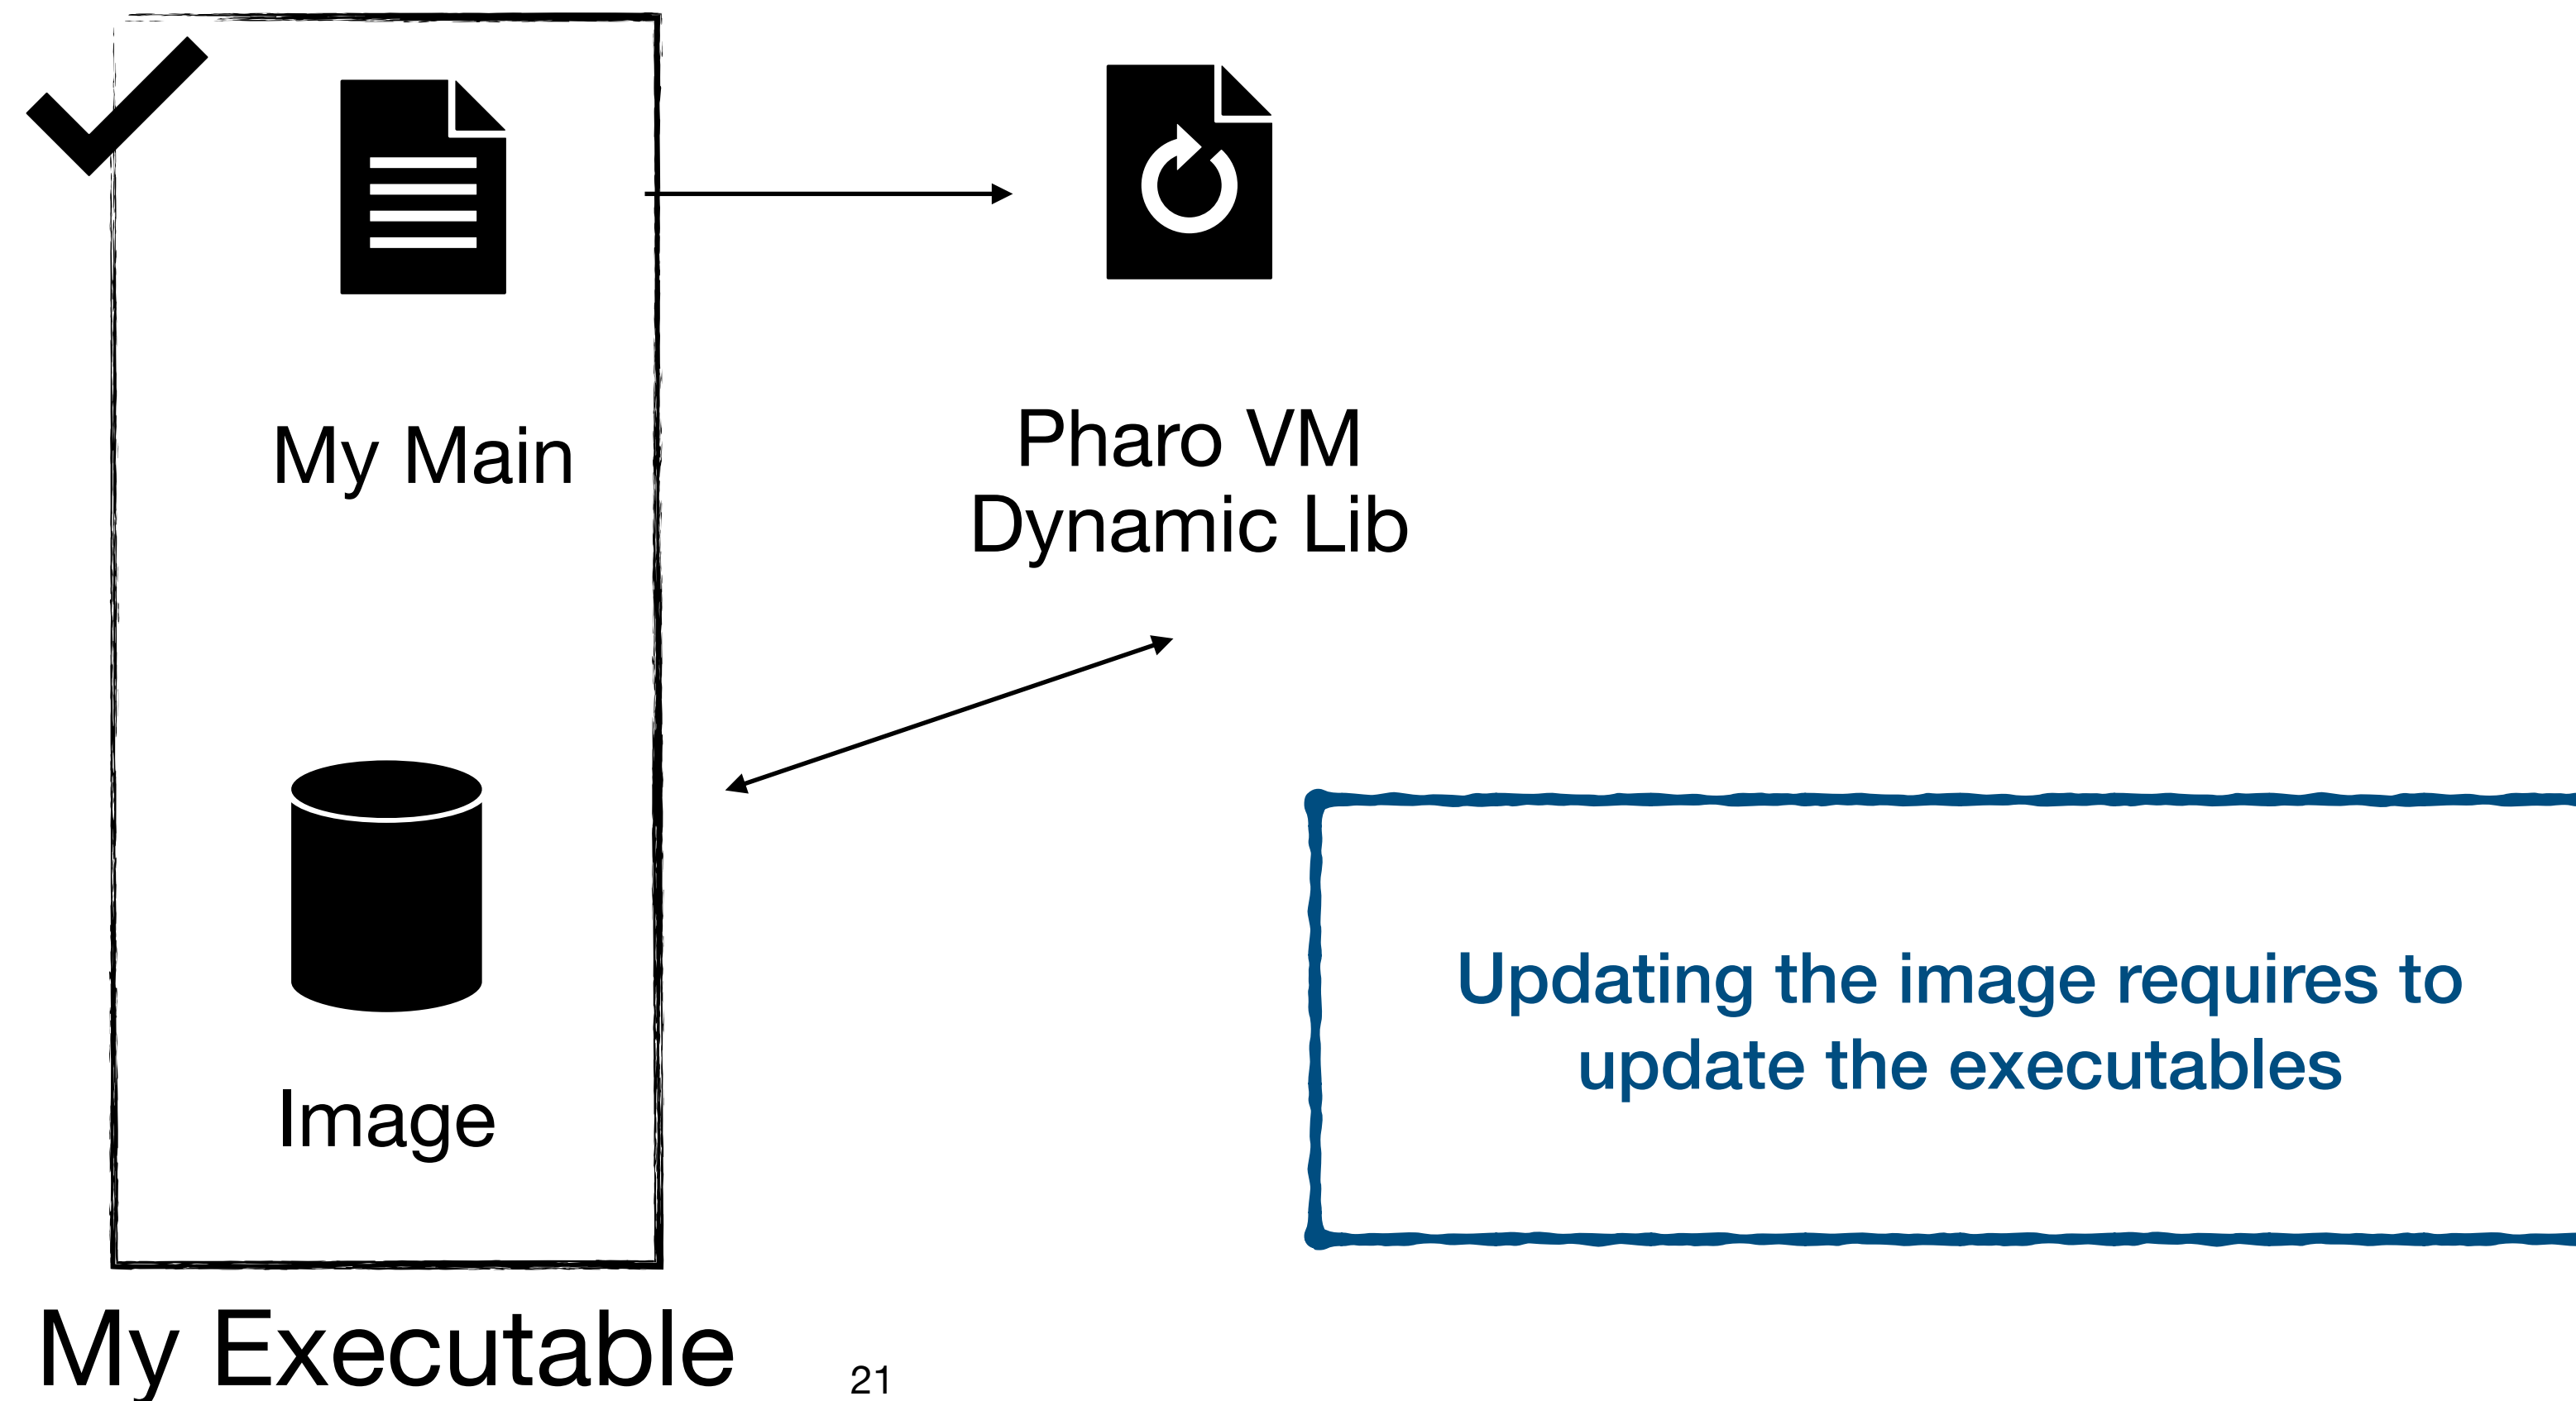 My Main
Pharo VM
Dynamic Lib
Image
Updating the image requires to
update the executables
My Executable
21